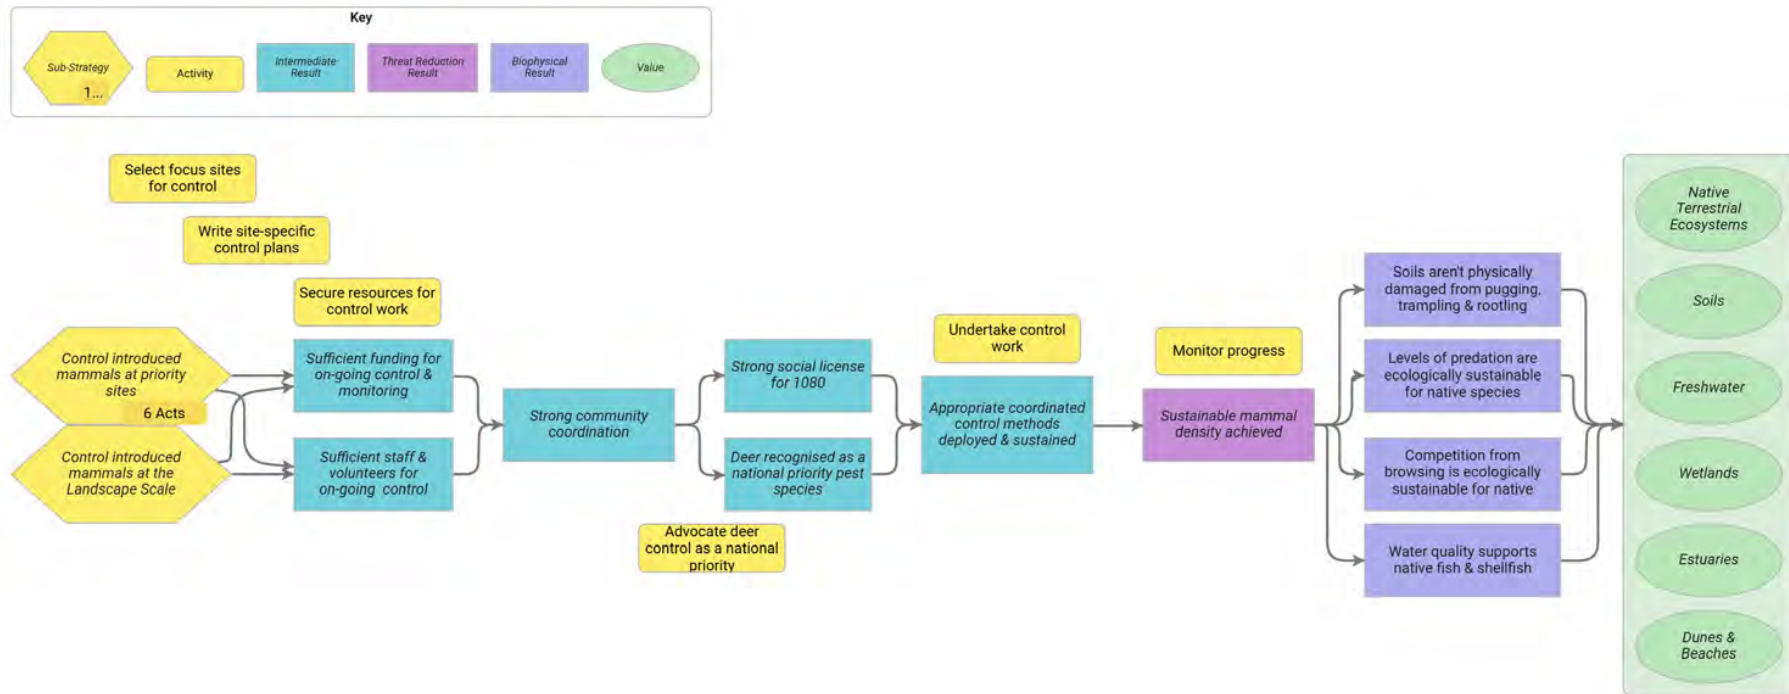 Key
Sub-Strategy
1...
Activity
Intermediate
Result
Threat Reduction
Result
Biophysical
Result
Value
Select focus sites
for control
Write site-specific
control plans
Secure resources for
control work
Control introduced
mammals at priority
sites
6 Acts
Control introduced
mammals at the
Landscape Scale
Sufficient funding for
on-going control &
monitoring
Sufficient staff &
volunteers for
on-going control
Strong community
coordination
Strong social license
for 1080
Deer recognised as a
national priority pest
species
Advocate deer
control as a national
priority
Undertake control
work
Appropriate coordinated
control methods
deployed & sustained
Monitor progress
Sustainable mammal
density achieved
Soils aren't physically
damaged from pugging,
trampling & rootling
Levels of predation are
ecologically sustainable
for native species
Competition from
browsing is ecologically
sustainable for native
Water quality supports
native fish & shellfish
Native
Terrestrial
Ecosystems
Soils
Freshwater
Wetlands
Estuaries
Dunes &
Beaches